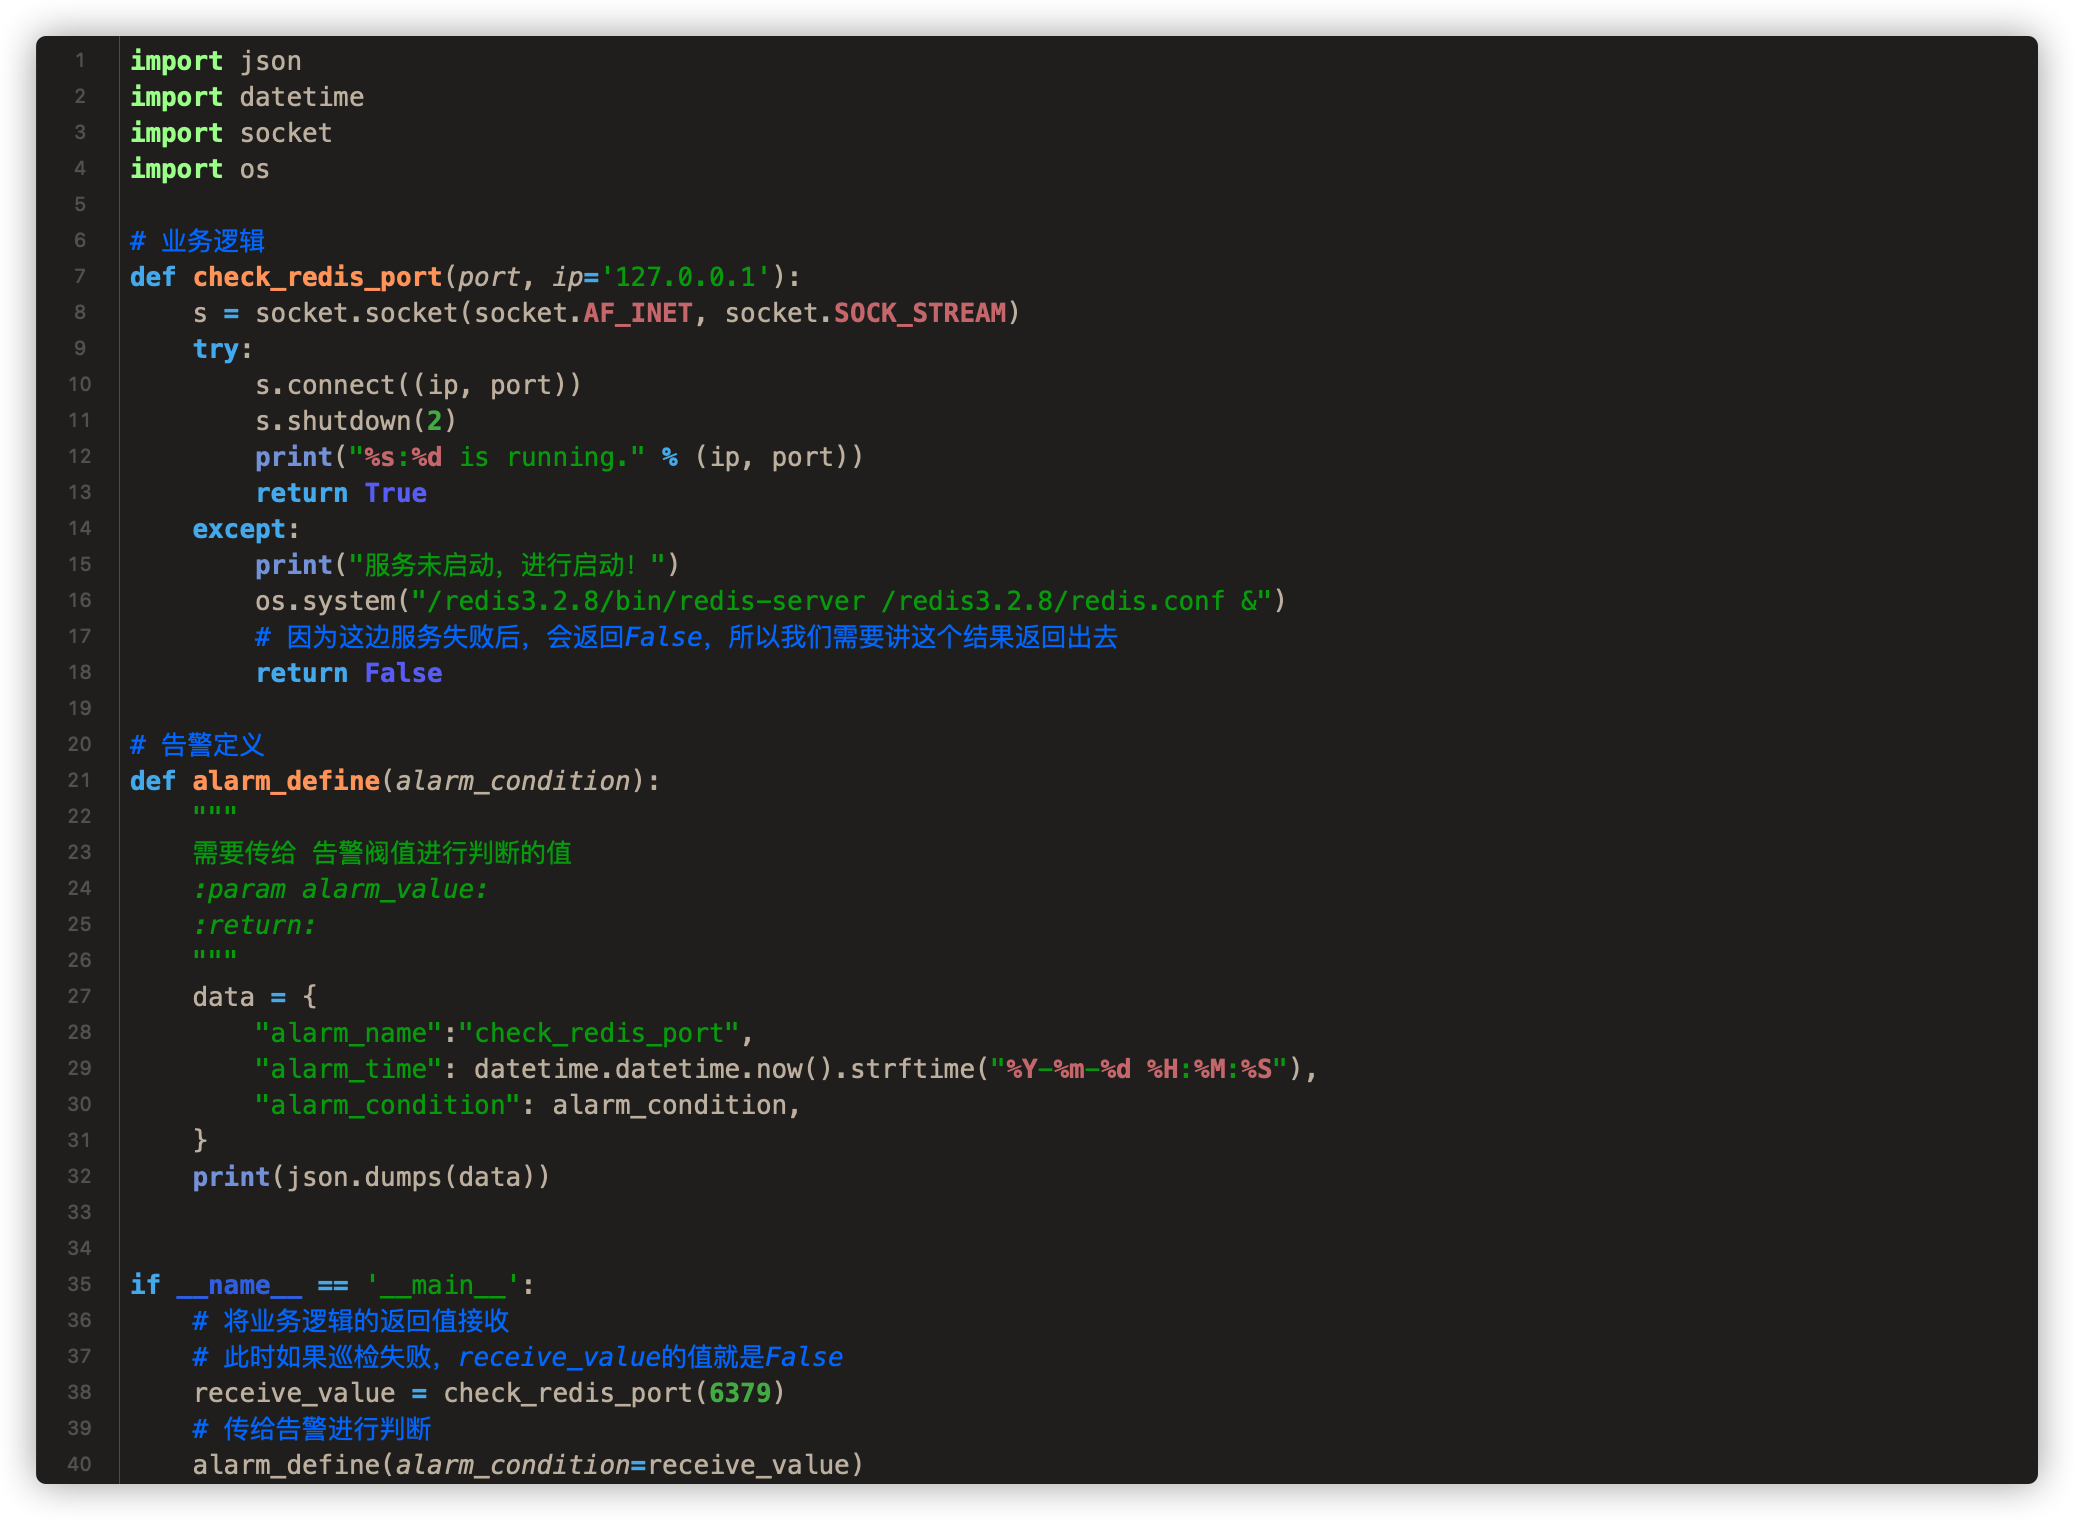 1 import json
2 import datetime
3 import socket
4 import os
5
6 # 业务逻辑
7 def check_redis_port(port, ip='127.0.0.1'):
8     s = socket.socket(socket.AF_INET, socket.SOCK_STREAM)
9     try:
10         s.connect((ip, port))
11         s.shutdown(2)
12         print("%s:%d is running." % (ip, port))
13         return True
14     except:
15         print("服务未启动，进行启动！")
16         os.system("/redis3.2.8/bin/redis-server /redis3.2.8/redis.conf &")
17         # 因为这边服务失败后，会返回False，所以我们需要讲这个结果返回出去
18         return False
19
20 # 告警定义
21 def alarm_define(alarm_condition):
22     """
23     需要传给 告警阀值进行判断的值
24     :param alarm_value:
25     :return:
26     """
27     data = {
28         "alarm_name":"check_redis_port",
29         "alarm_time": datetime.datetime.now().strftime("%Y-%m-%d %H:%M:%S"),
30         "alarm_condition": alarm_condition,
31     }
32     print(json.dumps(data))
33
34
35 if __name__ == '__main__':
36     # 将业务逻辑的返回值接收
37     # 此时如果巡检失败，receive_value的值就是False
38     receive_value = check_redis_port(6379)
39     # 传给告警进行判断
40     alarm_define(alarm_condition=receive_value)